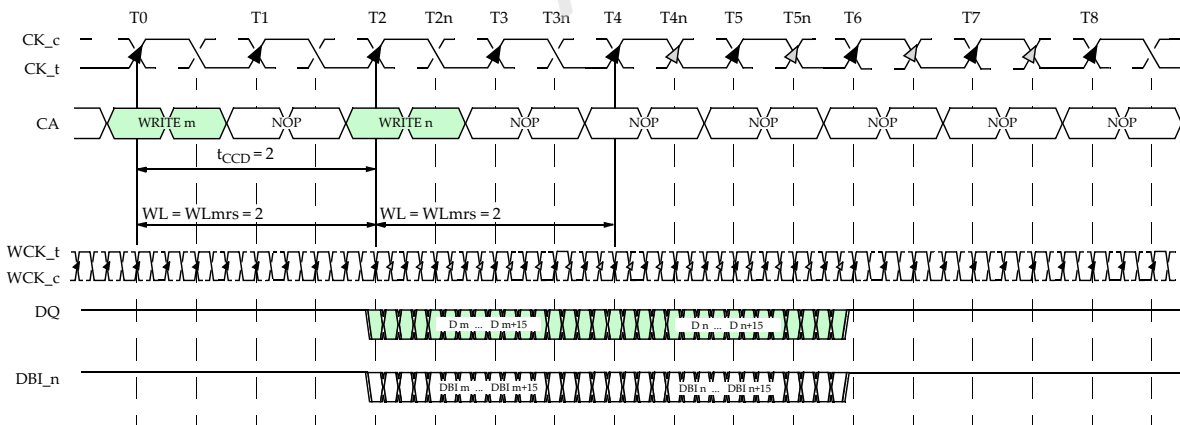 T0 T1 T2 T2n T3 T3n T4 T4n T5 T5n T6 T7 T8
CK_c
CK_t
CA WRITE m NOP WRITE n NOP NOP NOP NOP NOP NOP
tCCD = 2
WL = WLmrs = 2 WL = WLmrs = 2
WCK_t
WCK_c
DQ
D m ... D m+15 D n ... D n+15
DBI_n
DBI m ... DBI m+15 DBI n ... DBI n+15